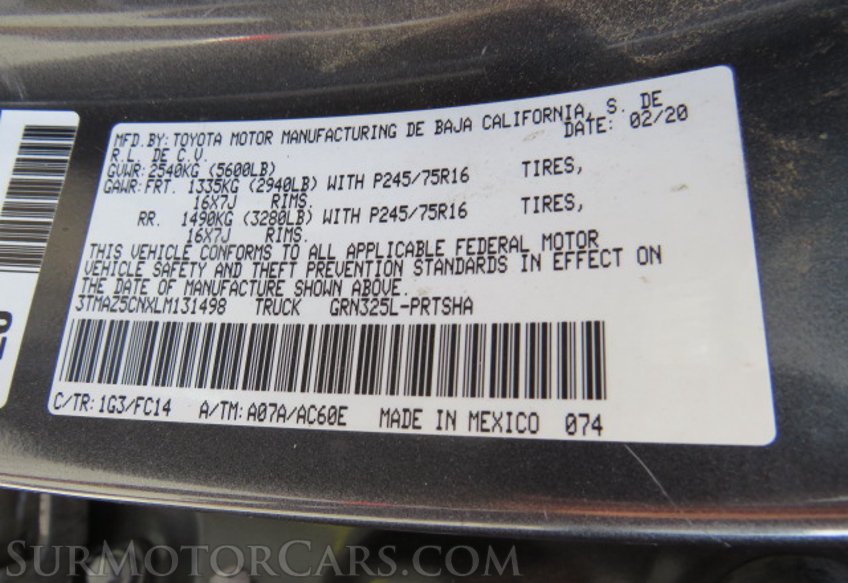 MFD.BY: TOYOTA MOTOR MANUFACTURING DE BAJA CALIFORNIA, S. DE
R.L. DE C.V. DATE: 02/20
GVWR: 2540KG (5600LB)
GAWR: FRT. 1335KG (2940LB) WITH P245/75R16 TIRES,
16X7J RIMS.
RR. 1490KG (3280LB) WITH P245/75R16 TIRES,
16X7J RIMS.
THIS VEHICLE CONFORMS TO ALL APPLICABLE FEDERAL MOTOR
VEHICLE SAFETY AND THEFT PREVENTION STANDARDS IN EFFECT ON
THE DATE OF MANUFACTURE SHOWN ABOVE.
3TMAZ5CNXLM131498 TRUCK GRN325L-PRTSHA
C/TR: 1G3/FC14 A/TM: A07A/AC60E MADE IN MEXICO 074
SURMOTORCARS.COM